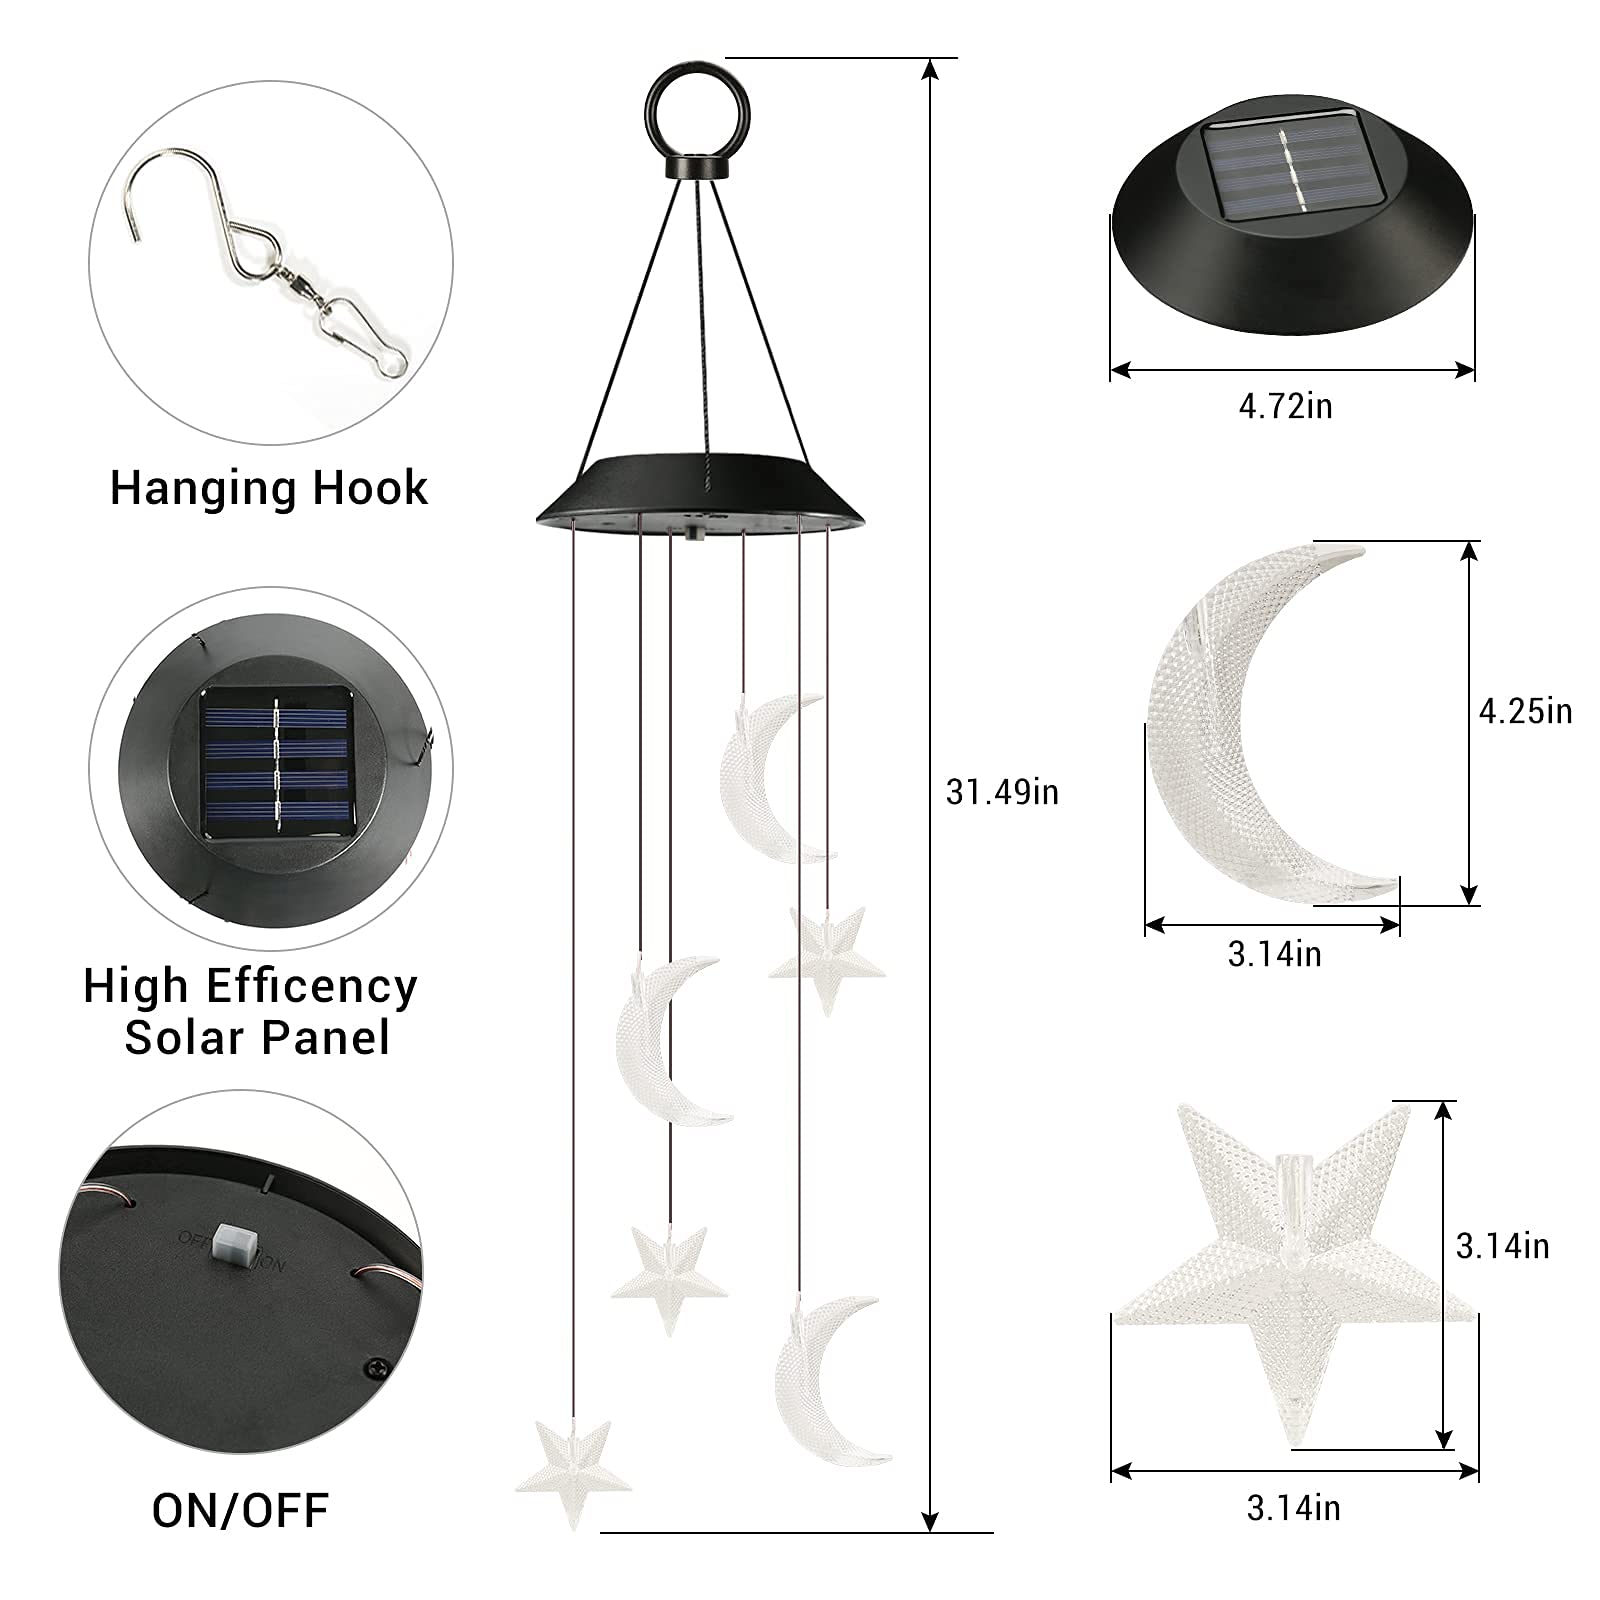 Hanging Hook
High Efficency
Solar Panel
OFF ON
ON/OFF
31.49in
4.72in
4.25in
3.14in
3.14in
3.14in